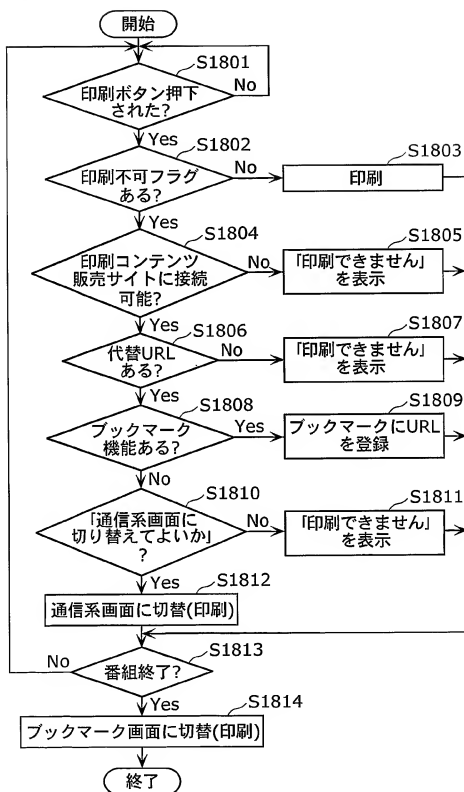 開始
S1801
印刷ボタン押下
された?
No
Yes
S1802
印刷不可フラグ
ある?
No
S1803
印刷
Yes
S1804
印刷コンテンツ
販売サイトに接続
可能?
No
S1805
「印刷できません」
を表示
Yes
S1806
代替URL
ある?
No
S1807
「印刷できません」
を表示
Yes
S1808
ブックマーク
機能ある?
Yes
S1809
ブックマークにURL
を登録
No
S1810
「通信系画面に
切り替えてよいか」
?
No
S1811
「印刷できません」
を表示
Yes
S1812
通信系画面に切替(印刷)
S1813
番組終了?
No
Yes
S1814
ブックマーク画面に切替(印刷)
終了